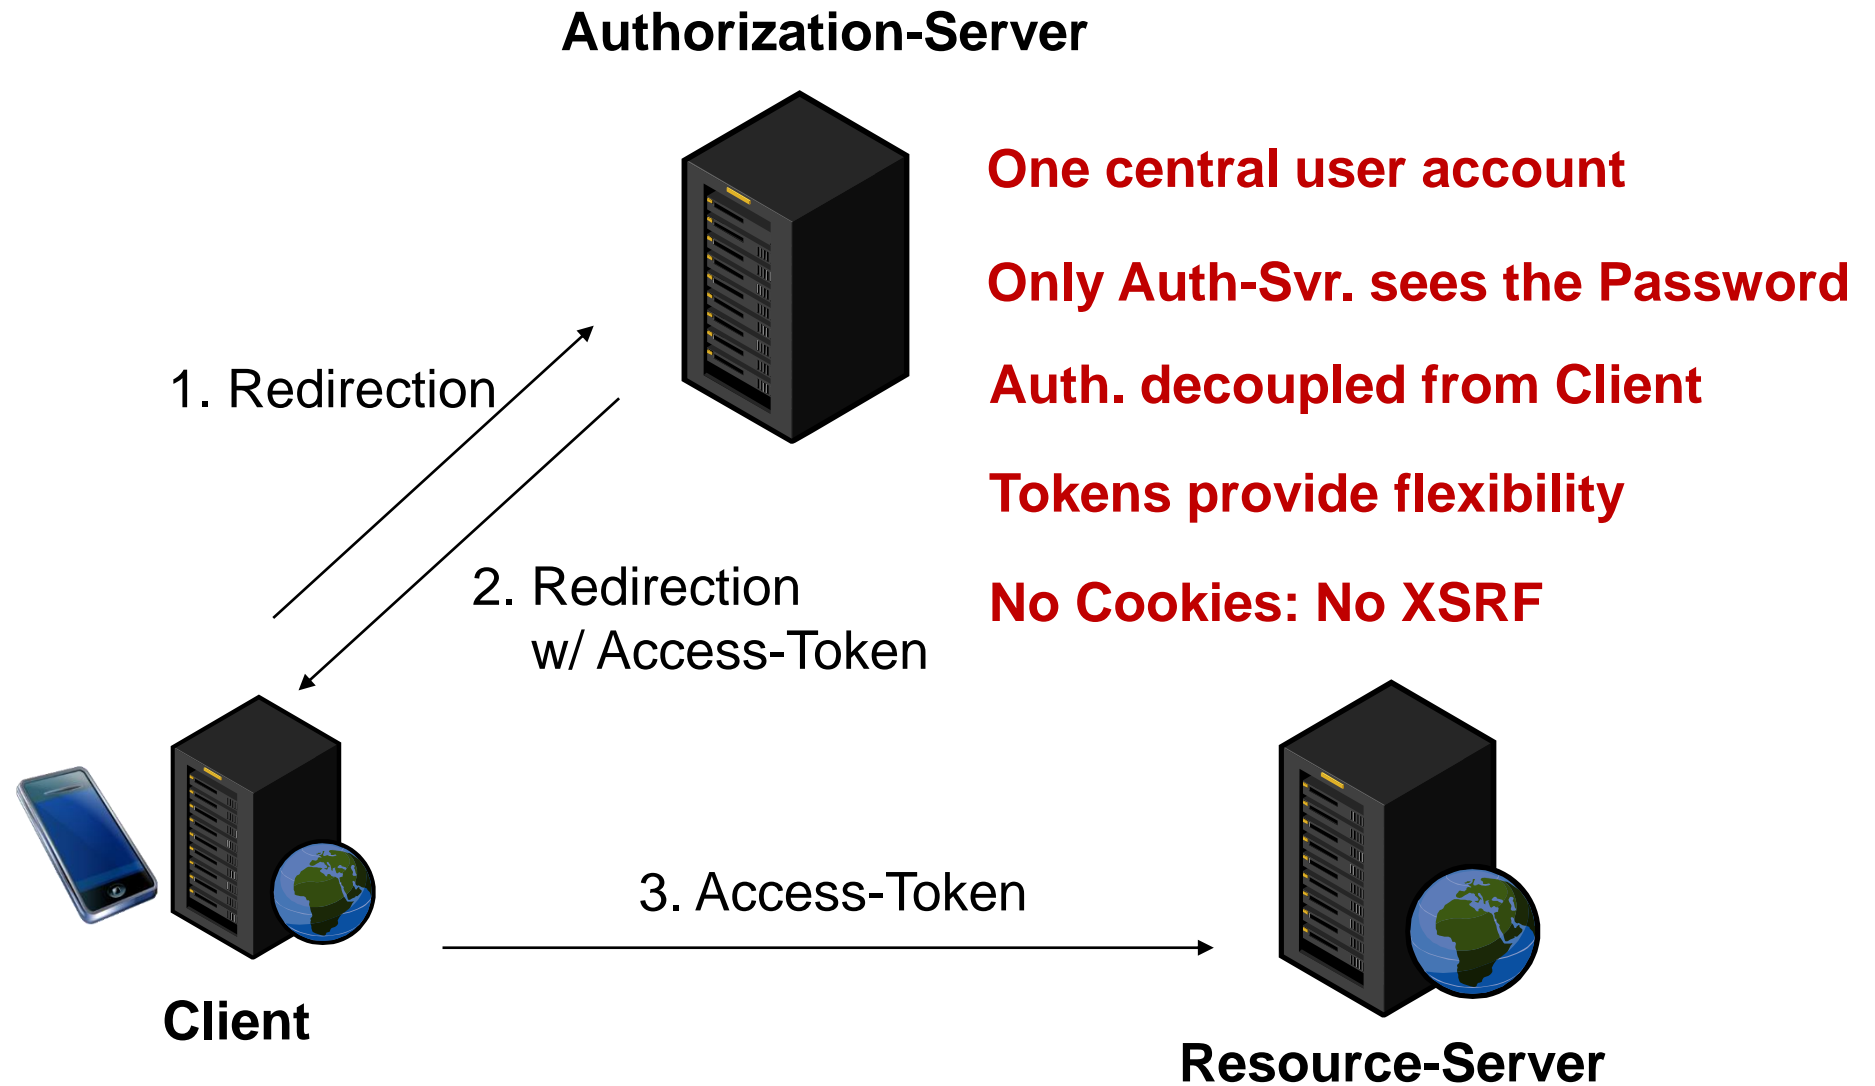 Authorization-Server
One central user account
Only Auth-Svr. sees the Password
1. Redirection
Auth. decoupled from Client
Tokens provide flexibility
2. Redirection
w/ Access-Token
No Cookies: No XSRF
3. Access-Token
Client
Resource-Server